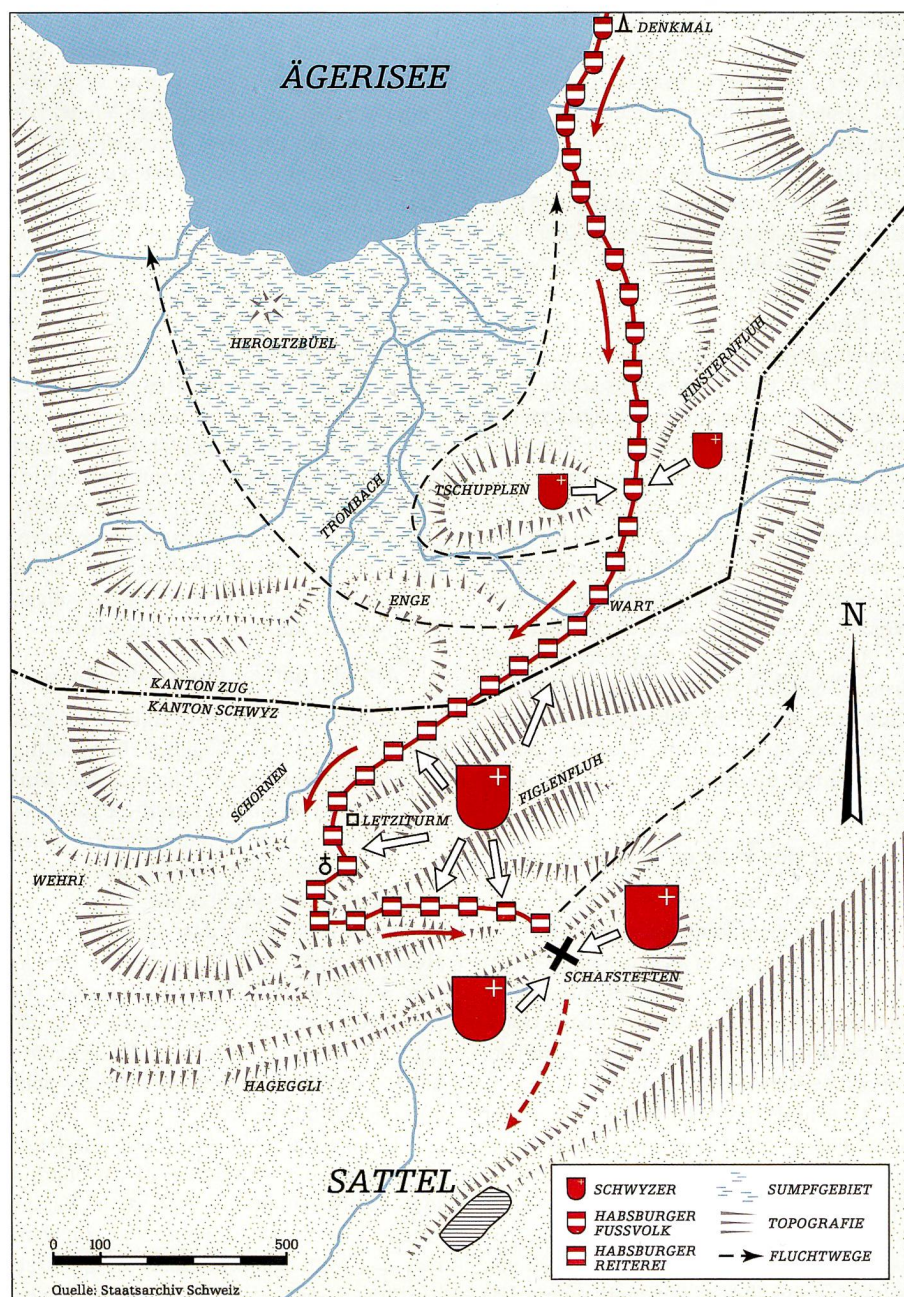 ÄGERISEE
DENKMAL
HEROLTZBÜEL
FINSTERNFLUH
TSCHUPPLEN
TROMBACH
ENGE
WART
N
KANTON ZUG
KANTON SCHWYZ
SCHORNEN
FIGLENFLUH
LETZITURM
WEHRI
SCHAFSTETTEN
HAGEGGLI
SATTEL
SCHWYZER
HABSBURGER
FUSSVOLK
HABSBURGER
REITEREI
SUMPFGEBIET
TOPOGRAFIE
FLUCHTWEGE
0 100 500
Quelle: Staatsarchiv Schweiz